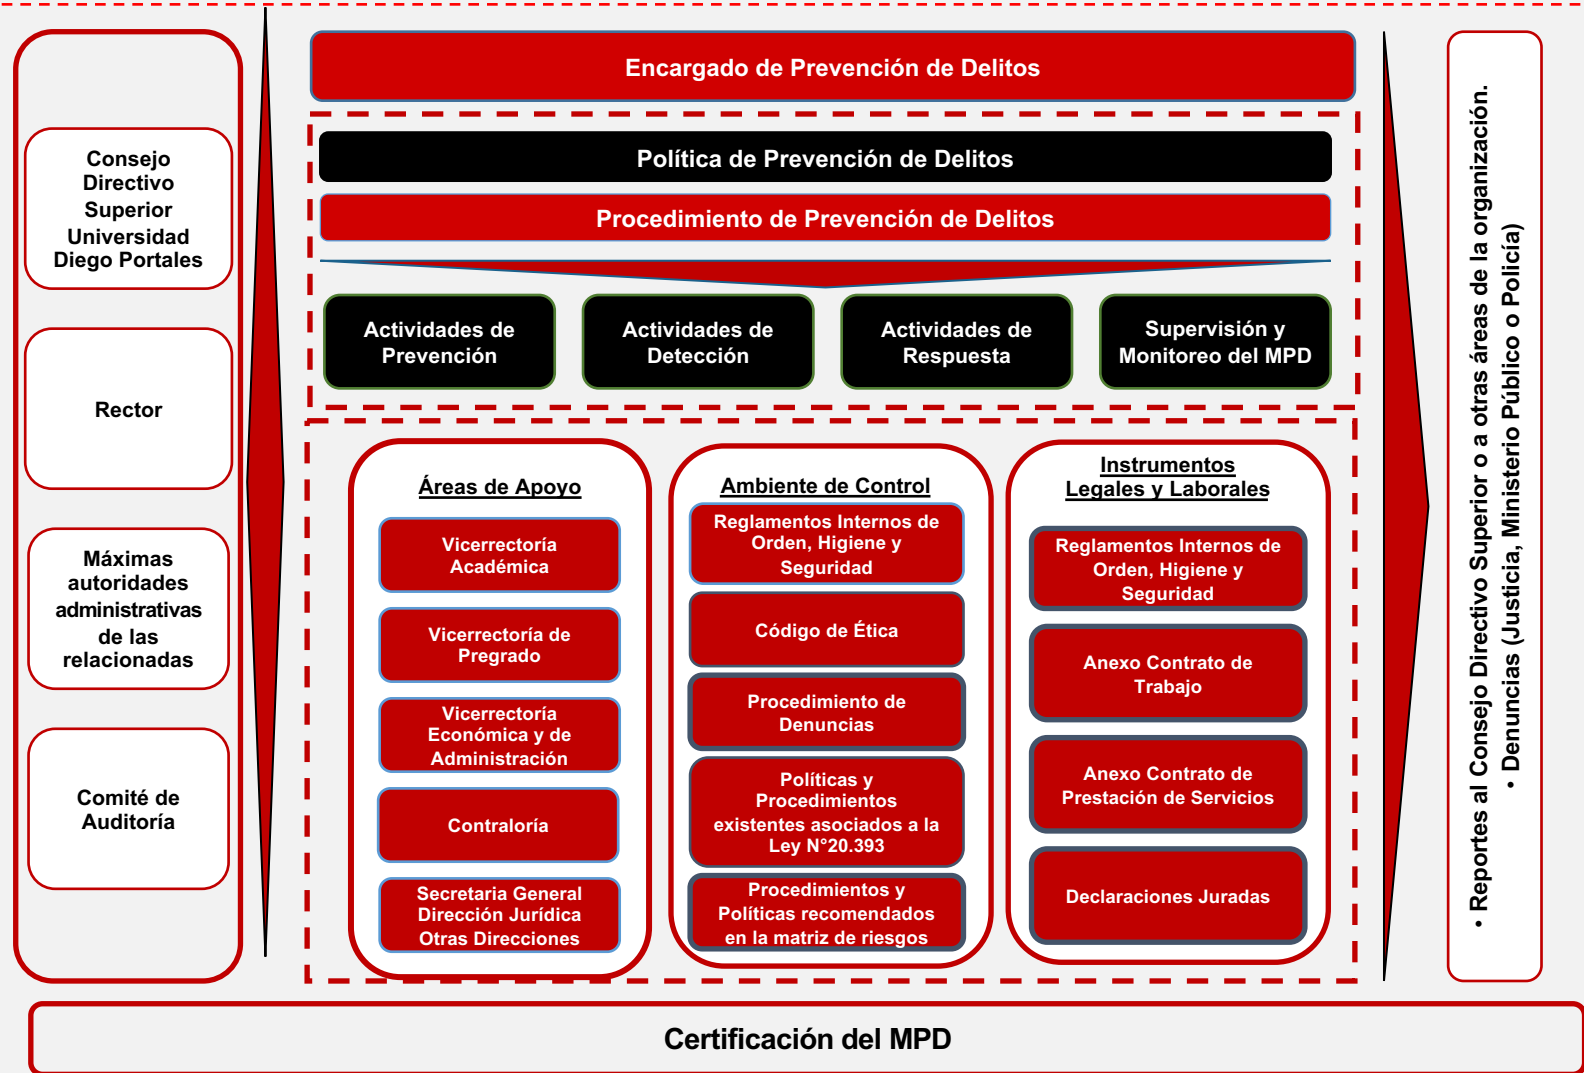 Consejo
Directivo
Superior
Universidad
Diego Portales
Rector
Máximas
autoridades
administrativas
de las
relacionadas
Comité de
Auditoría
Encargado de Prevención de Delitos
Política de Prevención de Delitos
Procedimiento de Prevención de Delitos
Actividades de
Prevención
Actividades de
Detección
Actividades de
Respuesta
Supervisión y
Monitoreo del MPD
Áreas de Apoyo
Vicerrectoría
Académica
Vicerrectoría de
Pregrado
Vicerrectoría
Económica y de
Administración
Contraloría
Secretaria General
Dirección Jurídica
Otras Direcciones
Ambiente de Control
Reglamentos Internos de
Orden, Higiene y
Seguridad
Código de Ética
Procedimiento de
Denuncias
Políticas y
Procedimientos
existentes asociados a la
Ley N°20.393
Procedimientos y
Políticas recomendados
en la matriz de riesgos
Instrumentos
Legales y Laborales
Reglamentos Internos de
Orden, Higiene y
Seguridad
Anexo Contrato de
Trabajo
Anexo Contrato de
Prestación de Servicios
Declaraciones Juradas
• Reportes al Consejo Directivo Superior o a otras áreas de la organización.
• Denuncias (Justicia, Ministerio Público o Policía)
Certificación del MPD